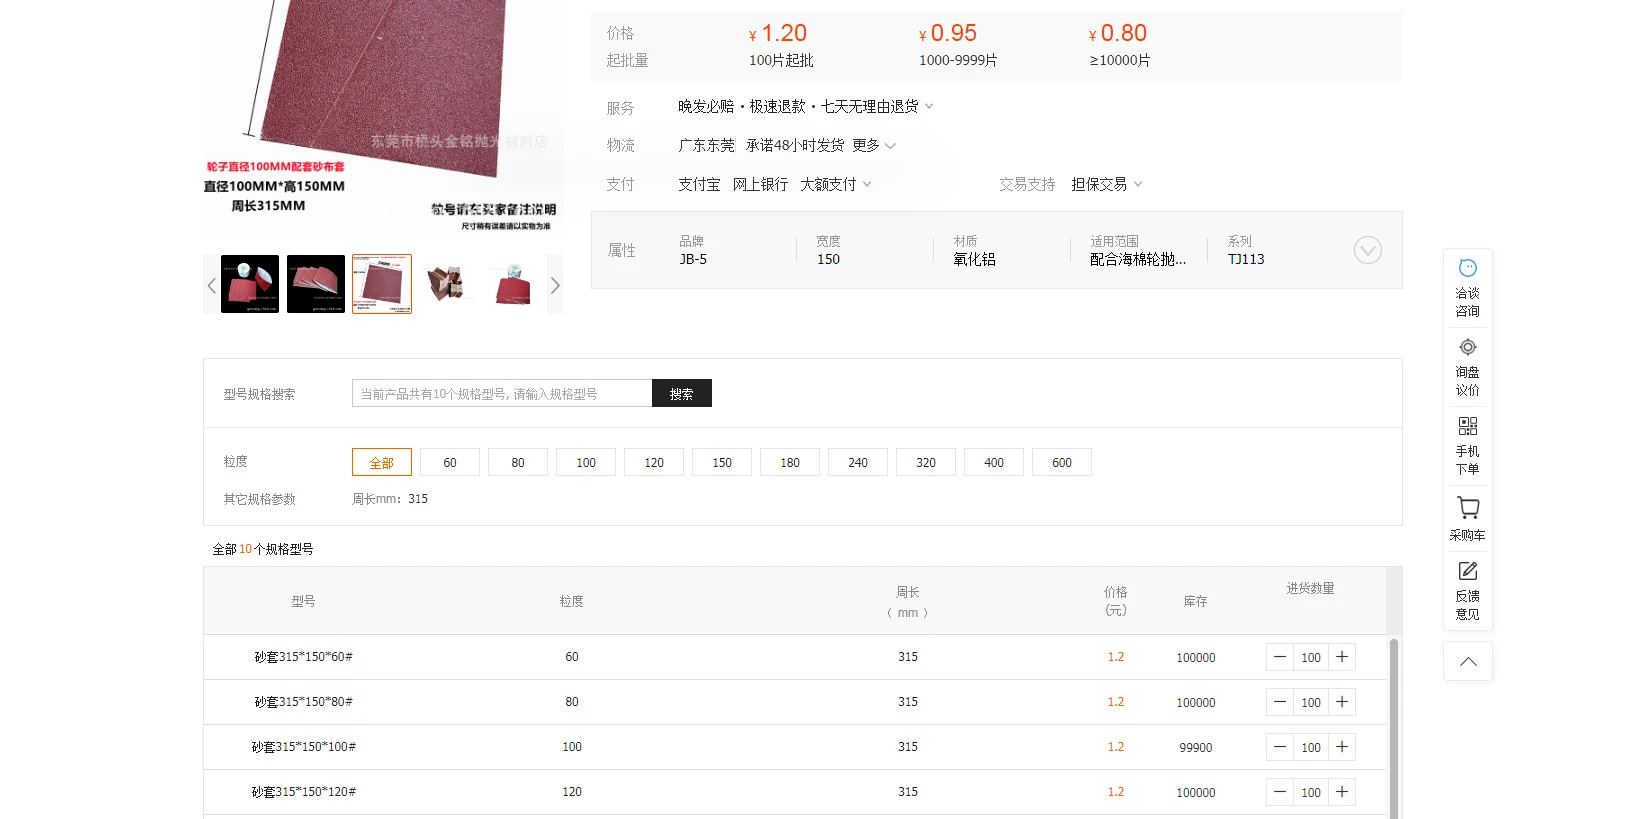 东莞市桥头金铭抛光材料店
轮子直径100MM配套砂布套
直径100MM*高150MM
周长315MM
粒号请在买家备注说明
尺寸稍有误差请以实物为准
价格 ¥1.20 ¥0.95 ¥0.80
起批量 100片起批 1000-9999片 ≥10000片
服务 晚发必赔·极速退款·七天无理由退货
物流 广东东莞 承诺48小时发货 更多
支付 支付宝 网上银行 大额支付 交易支持 担保交易
属性
品牌 宽度 材质 适用范围 系列
JB-5 150 氧化铝 配合海棉轮抛... TJ113
型号规格搜索 当前产品共有10个规格型号, 请输入规格型号 搜索
粒度 全部 60 80 100 120 150 180 240 320 400 600
其它规格参数 周长mm: 315
全部10个规格型号
型号 粒度 周长 ( mm ) 价格 (元) 库存 进货数量
砂套315*150*60# 60 315 1.2 100000 — 100 +
砂套315*150*80# 80 315 1.2 100000 — 100 +
砂套315*150*100# 100 315 1.2 99900 — 100 +
砂套315*150*120# 120 315 1.2 100000 — 100 +
洽谈
咨询
询盘
议价
手机
下单
采购车
反馈
意见